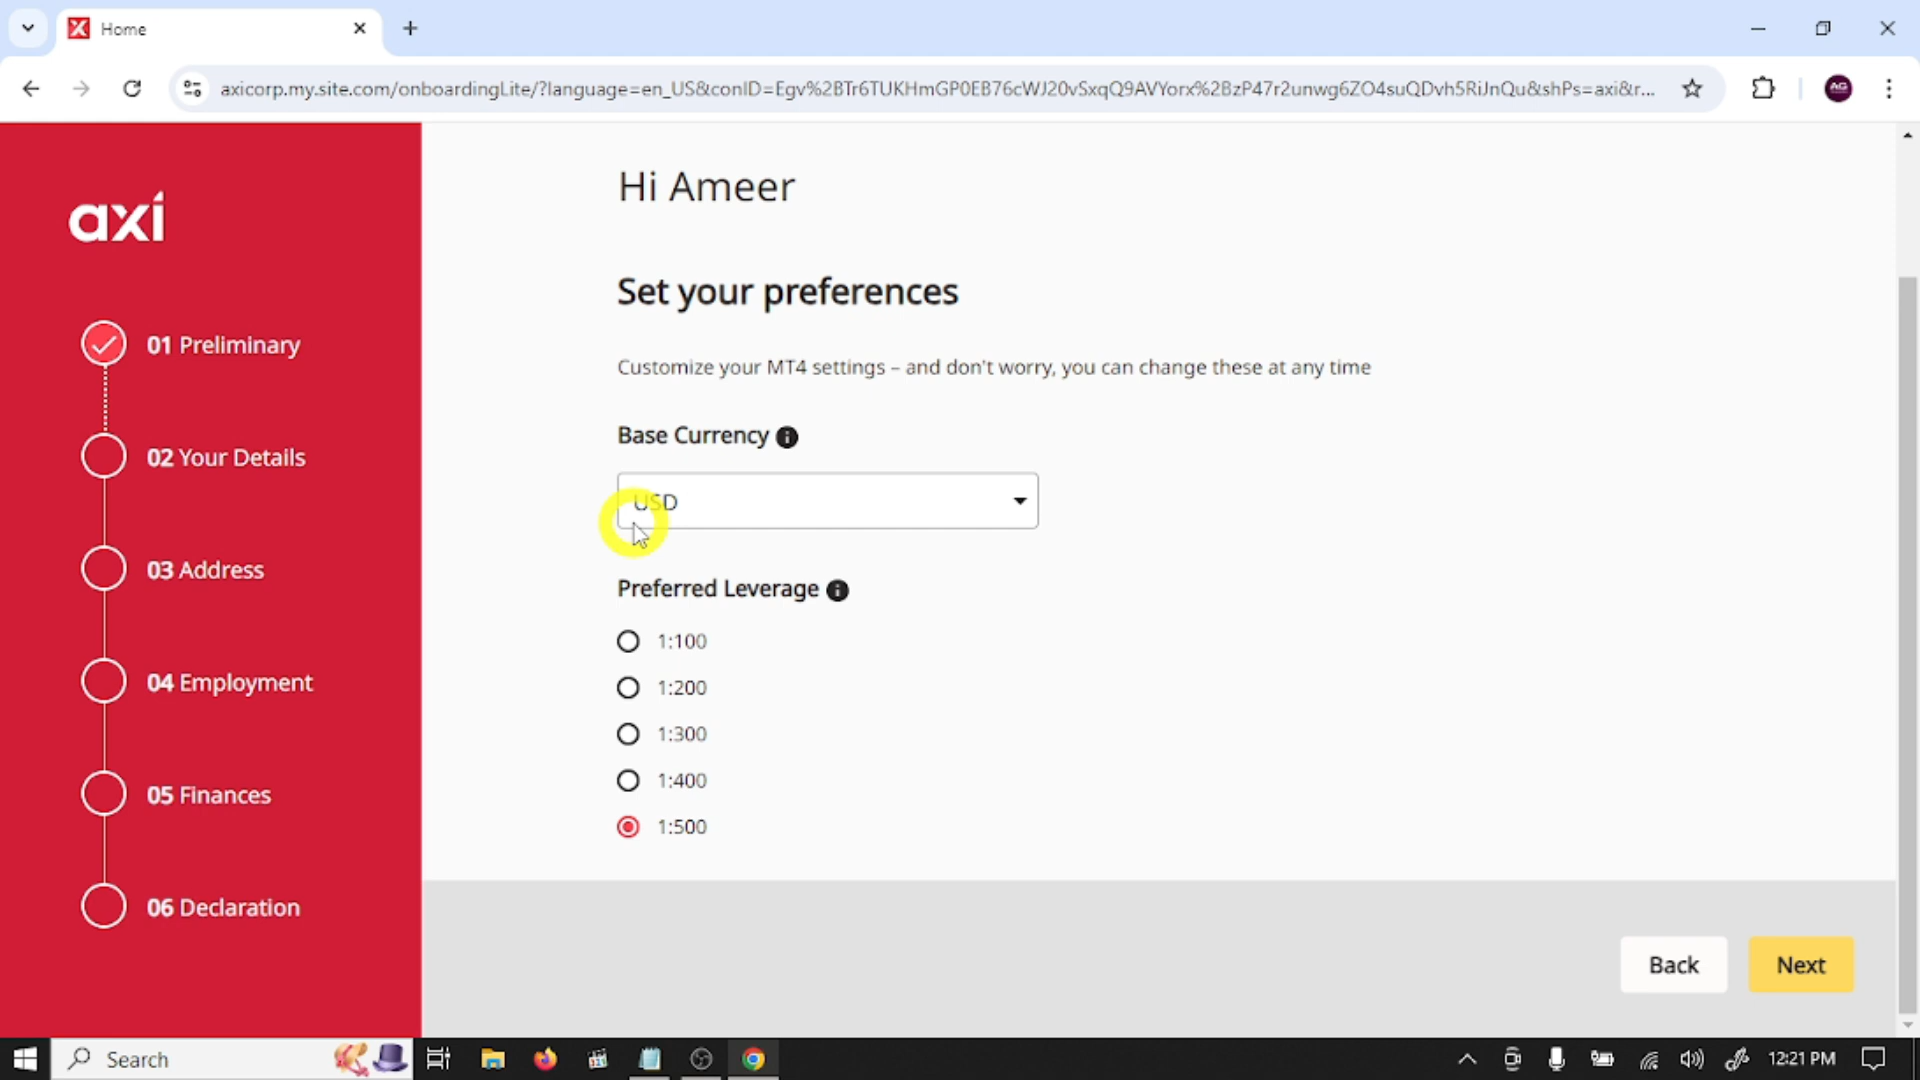 Home
axicorp.my.site.com/onboardingLite/?language=en_US&conID=Egv%2BTr6TUKHmGP0EB76cWJ20vSxqQ9AVYorx%2BzP47r2unwg6ZO4suQDvh5RiJnQu&shPs=axi&r...
AG
axi
01 Preliminary
02 Your Details
03 Address
04 Employment
05 Finances
06 Declaration
Hi Ameer
Set your preferences
Customize your MT4 settings – and don't worry, you can change these at any time
Base Currency
USD
Preferred Leverage
1:100
1:200
1:300
1:400
1:500
Back
Next
Search
12:21 PM